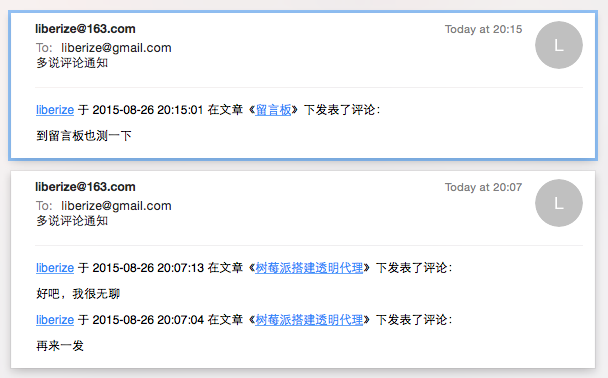 liberize@163.com Today at 20:15
L
To: liberize@gmail.com
多说评论通知
liberize 于 2015-08-26 20:15:01 在文章《留言板》下发表了评论：
到留言板也测一下
liberize@163.com Today at 20:07
L
To: liberize@gmail.com
多说评论通知
liberize 于 2015-08-26 20:07:13 在文章《树莓派搭建透明代理》下发表了评论：
好吧，我很无聊
liberize 于 2015-08-26 20:07:04 在文章《树莓派搭建透明代理》下发表了评论：
再来一发